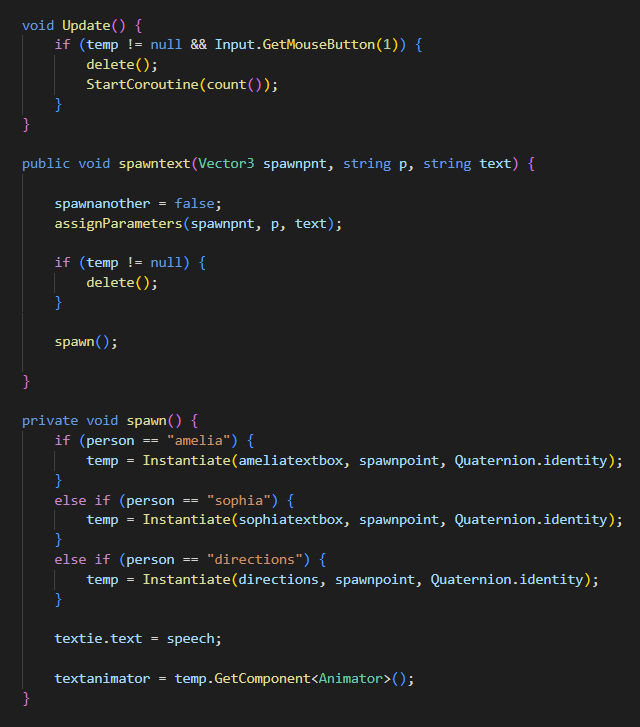 void Update() {
    if (temp != null && Input.GetMouseButton(1)) {
        delete();
        StartCoroutine(count());
    }
}

public void spawntext(Vector3 spawnpnt, string p, string text) {

    spawnanother = false;
    assignParameters(spawnpnt, p, text);

    if (temp != null) {
        delete();
    }

    spawn();

}

private void spawn() {
    if (person == "amelia") {
        temp = Instantiate(ameliatextbox, spawnpoint, Quaternion.identity);
    }
    else if (person == "sophia") {
        temp = Instantiate(sophiatextbox, spawnpoint, Quaternion.identity);
    }
    else if (person == "directions") {
        temp = Instantiate(directions, spawnpoint, Quaternion.identity);
    }

    textie.text = speech;

    textanimator = temp.GetComponent<Animator>();
}